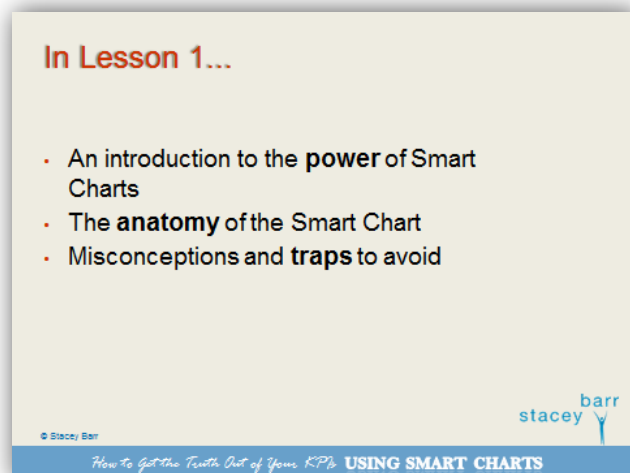 In Lesson 1...
• An introduction to the power of Smart
Charts
• The anatomy of the Smart Chart
• Misconceptions and traps to avoid
barr
stacey
© Stacey Barr
How to Get the Truth Out of Your KPIs USING SMART CHARTS